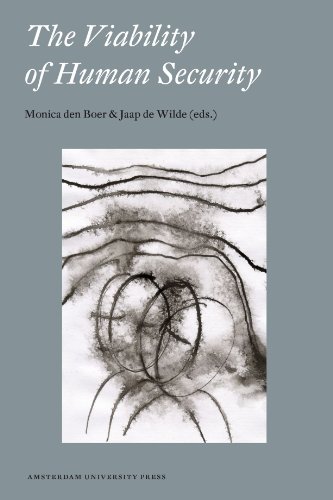 The Viability
of Human Security
Monica den Boer & Jaap de Wilde (eds.)
AMSTERDAM UNIVERSITY PRESS